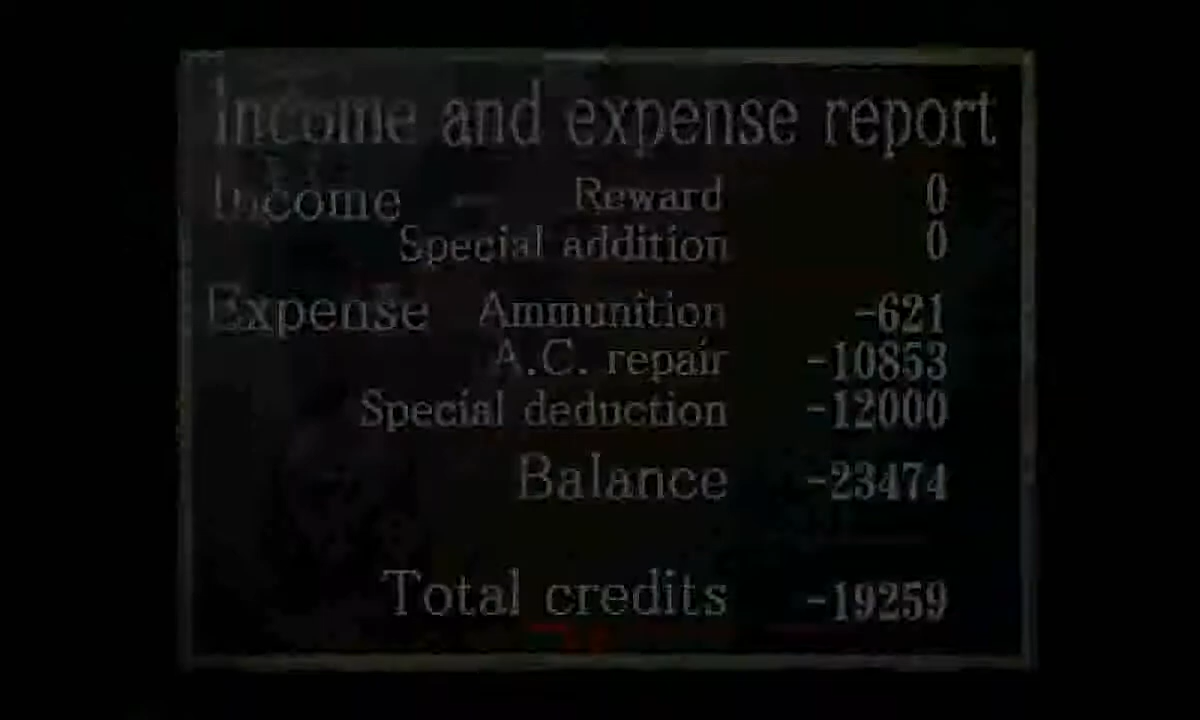 Income and expense report
Income Reward 0
Special addition 0
Expense Ammunition -621
A.C. repair -10853
Special deduction -12000
Balance -23474
Total credits -19259